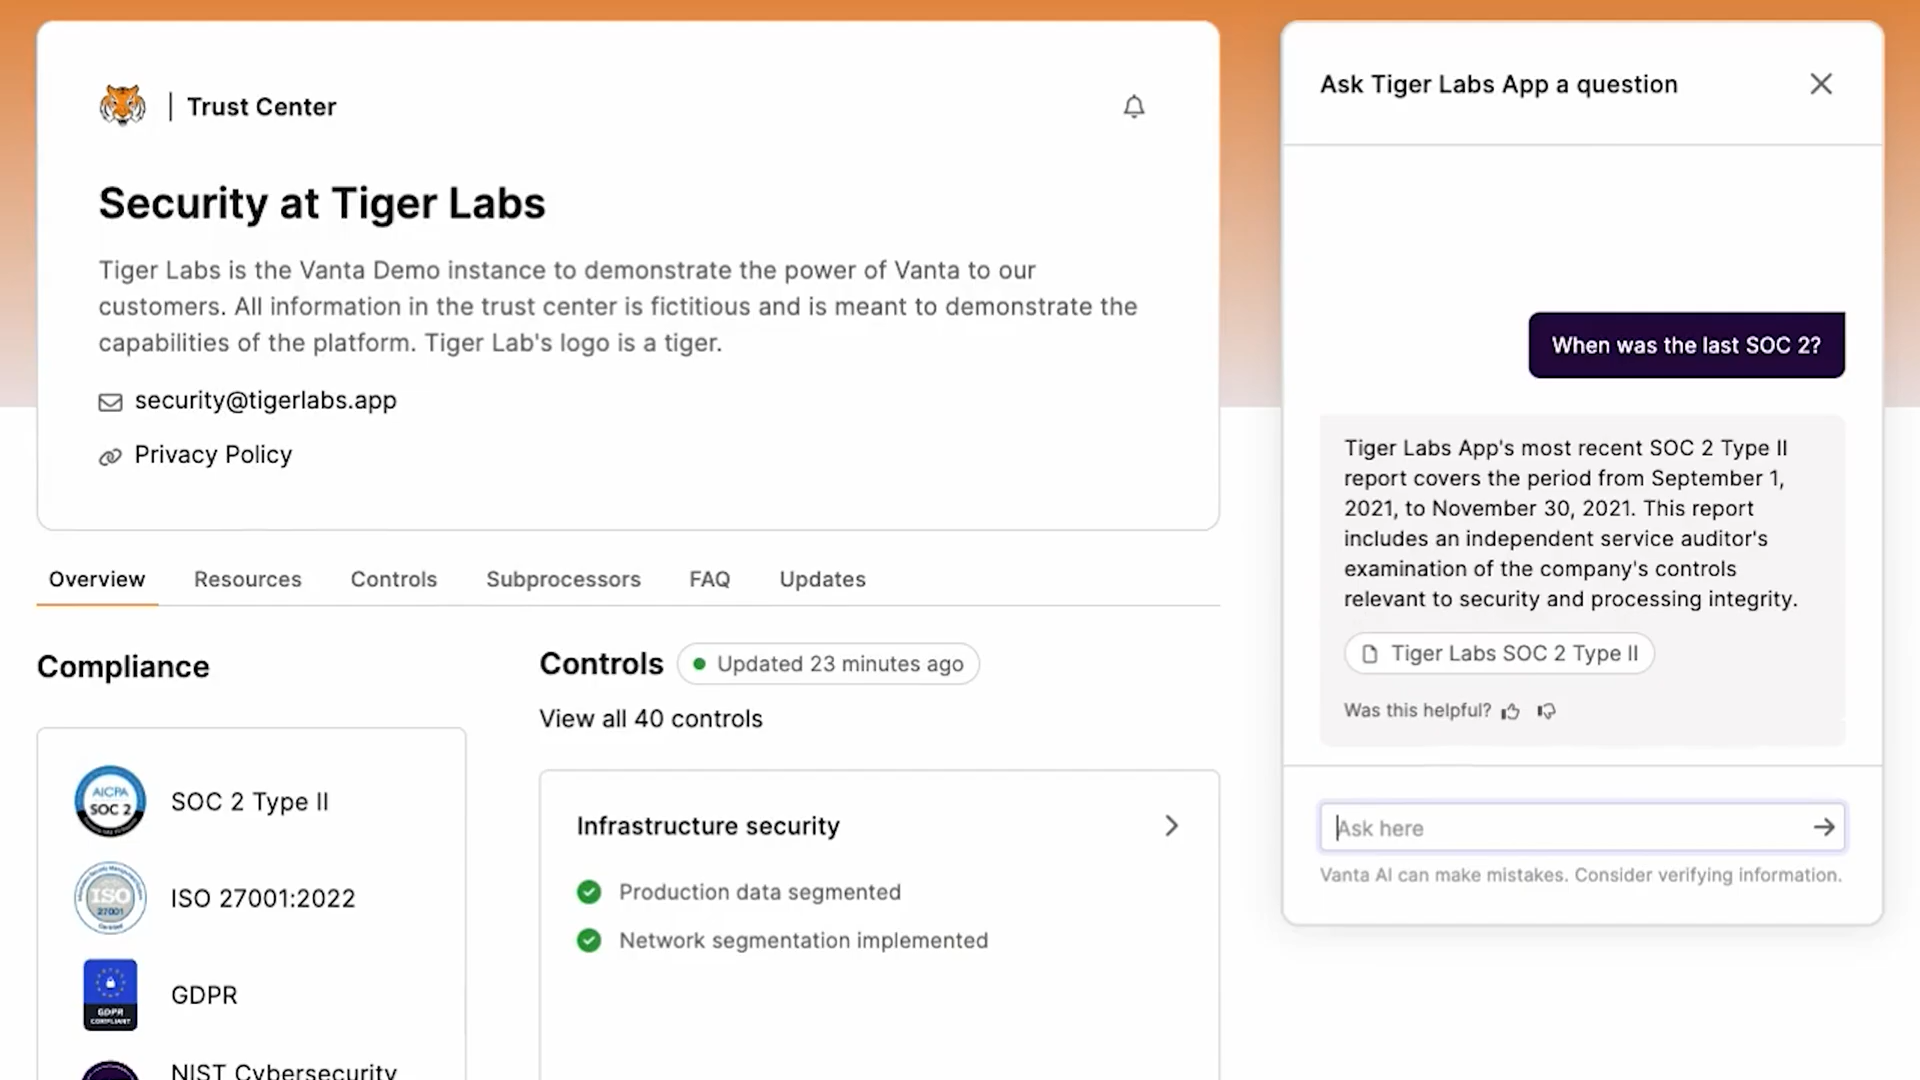 Trust Center
Security at Tiger Labs
Tiger Labs is the Vanta Demo instance to demonstrate the power of Vanta to our
customers. All information in the trust center is fictitious and is meant to demonstrate the
capabilities of the platform. Tiger Lab's logo is a tiger.
security@tigerlabs.app
Privacy Policy
Overview Resources Controls Subprocessors FAQ Updates
Compliance
AICPA
SOC 2
SOC 2 Type II
ISO
27001
ISO 27001:2022
GDPR
COMPLIANT
GDPR
NIST Cybersecurity
Controls
Updated 23 minutes ago
View all 40 controls
Infrastructure security
Production data segmented
Network segmentation implemented
Ask Tiger Labs App a question
When was the last SOC 2?
Tiger Labs App's most recent SOC 2 Type II
report covers the period from September 1,
2021, to November 30, 2021. This report
includes an independent service auditor's
examination of the company's controls
relevant to security and processing integrity.
Tiger Labs SOC 2 Type II
Was this helpful?
Ask here
Vanta AI can make mistakes. Consider verifying information.